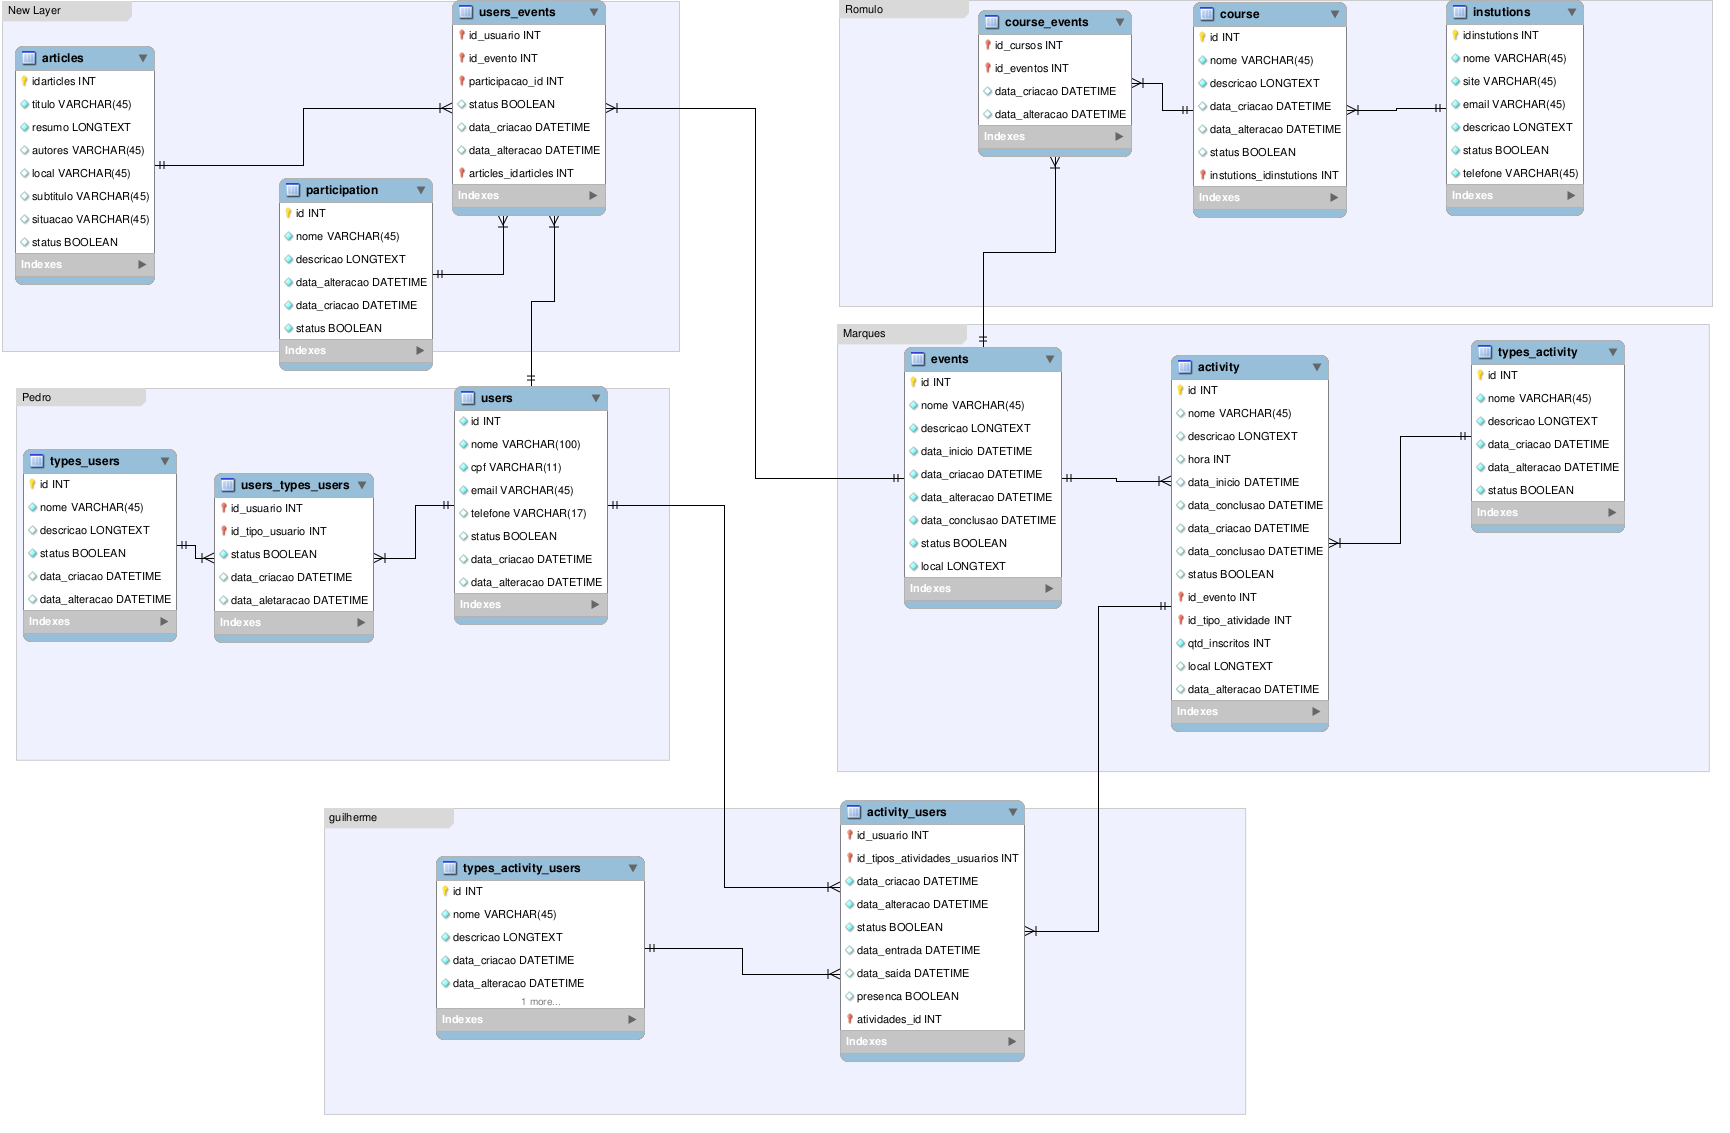 New Layer
articles
idarticles INT
titulo VARCHAR(45)
resumo LONGTEXT
autores VARCHAR(45)
local VARCHAR(45)
subtitulo VARCHAR(45)
situacao VARCHAR(45)
status BOOLEAN
Indexes
participation
id INT
nome VARCHAR(45)
descricao LONGTEXT
data_alteracao DATETIME
data_criacao DATETIME
status BOOLEAN
Indexes
users_events
id_usuario INT
id_evento INT
participacao_id INT
status BOOLEAN
data_criacao DATETIME
data_alteracao DATETIME
articles_idarticles INT
Indexes
Romulo
course_events
id_cursos INT
id_eventos INT
data_criacao DATETIME
data_alteracao DATETIME
Indexes
course
id INT
nome VARCHAR(45)
descricao LONGTEXT
data_criacao DATETIME
data_alteracao DATETIME
status BOOLEAN
instutions_idinstutions INT
Indexes
instutions
idinstutions INT
nome VARCHAR(45)
site VARCHAR(45)
email VARCHAR(45)
descricao LONGTEXT
status BOOLEAN
telefone VARCHAR(45)
Indexes
Pedro
types_users
id INT
nome VARCHAR(45)
descricao LONGTEXT
status BOOLEAN
data_criacao DATETIME
data_alteracao DATETIME
Indexes
users_types_users
id_usuario INT
id_tipo_usuario INT
status BOOLEAN
data_criacao DATETIME
data_aletaracao DATETIME
Indexes
users
id INT
nome VARCHAR(100)
cpf VARCHAR(11)
email VARCHAR(45)
telefone VARCHAR(17)
status BOOLEAN
data_criacao DATETIME
data_alteracao DATETIME
Indexes
Marques
events
id INT
nome VARCHAR(45)
descricao LONGTEXT
data_inicio DATETIME
data_criacao DATETIME
data_alteracao DATETIME
data_conclusao DATETIME
status BOOLEAN
local LONGTEXT
Indexes
activity
id INT
nome VARCHAR(45)
descricao LONGTEXT
hora INT
data_inicio DATETIME
data_conclusao DATETIME
data_criacao DATETIME
data_conclusao DATETIME
status BOOLEAN
id_evento INT
id_tipo_atividade INT
qtd_inscritos INT
local LONGTEXT
data_alteracao DATETIME
Indexes
types_activity
id INT
nome VARCHAR(45)
descricao LONGTEXT
data_criacao DATETIME
data_alteracao DATETIME
status BOOLEAN
Indexes
guilherme
types_activity_users
id INT
nome VARCHAR(45)
descricao LONGTEXT
data_criacao DATETIME
data_alteracao DATETIME
1 more...
Indexes
activity_users
id_usuario INT
id_tipos_atividades_usuarios INT
data_criacao DATETIME
data_alteracao DATETIME
status BOOLEAN
data_entrada DATETIME
data_saida DATETIME
presenca BOOLEAN
atividades_id INT
Indexes